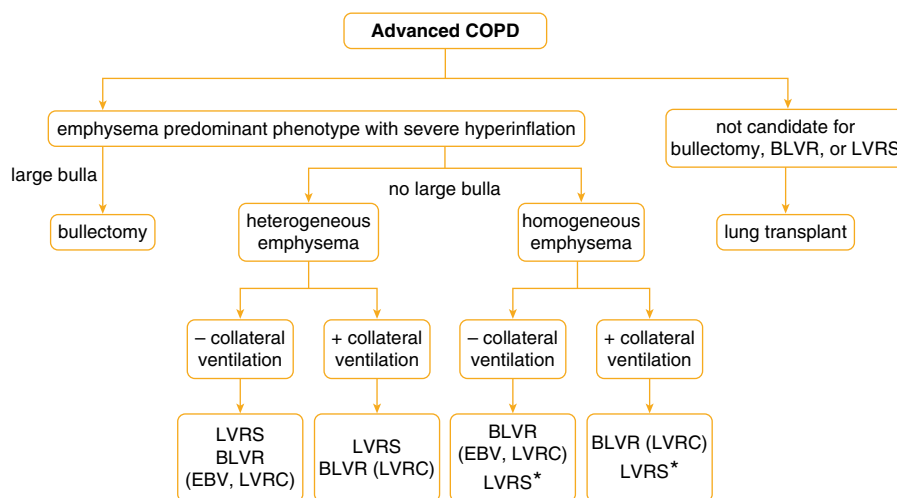 Advanced COPD
emphysema predominant phenotype with severe hyperinflation
not candidate for
bullectomy, BLVR, or LVRS
large bulla
no large bulla
bullectomy
heterogeneous
emphysema
homogeneous
emphysema
lung transplant
– collateral
ventilation
+ collateral
ventilation
– collateral
ventilation
+ collateral
ventilation
LVRS
BLVR
(EBV, LVRC)
LVRS
BLVR (LVRC)
BLVR
(EBV, LVRC)
LVRS*
BLVR (LVRC)
LVRS*